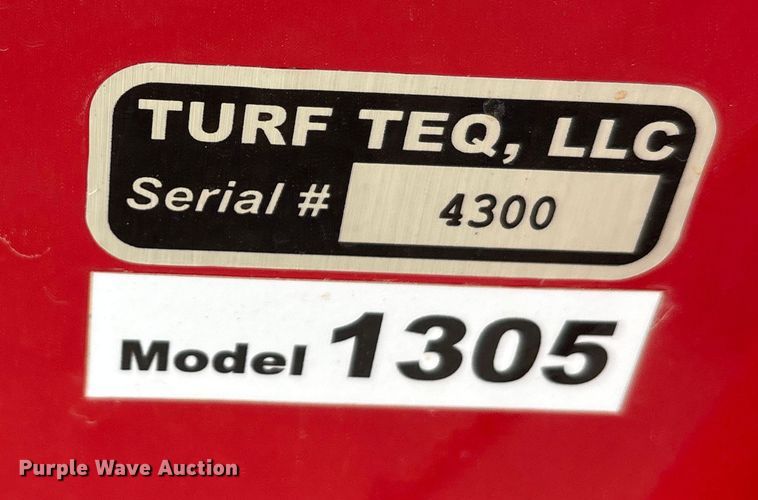 TURF TEQ, LLC
Serial # 4300
Model 1305
Purple Wave Auction